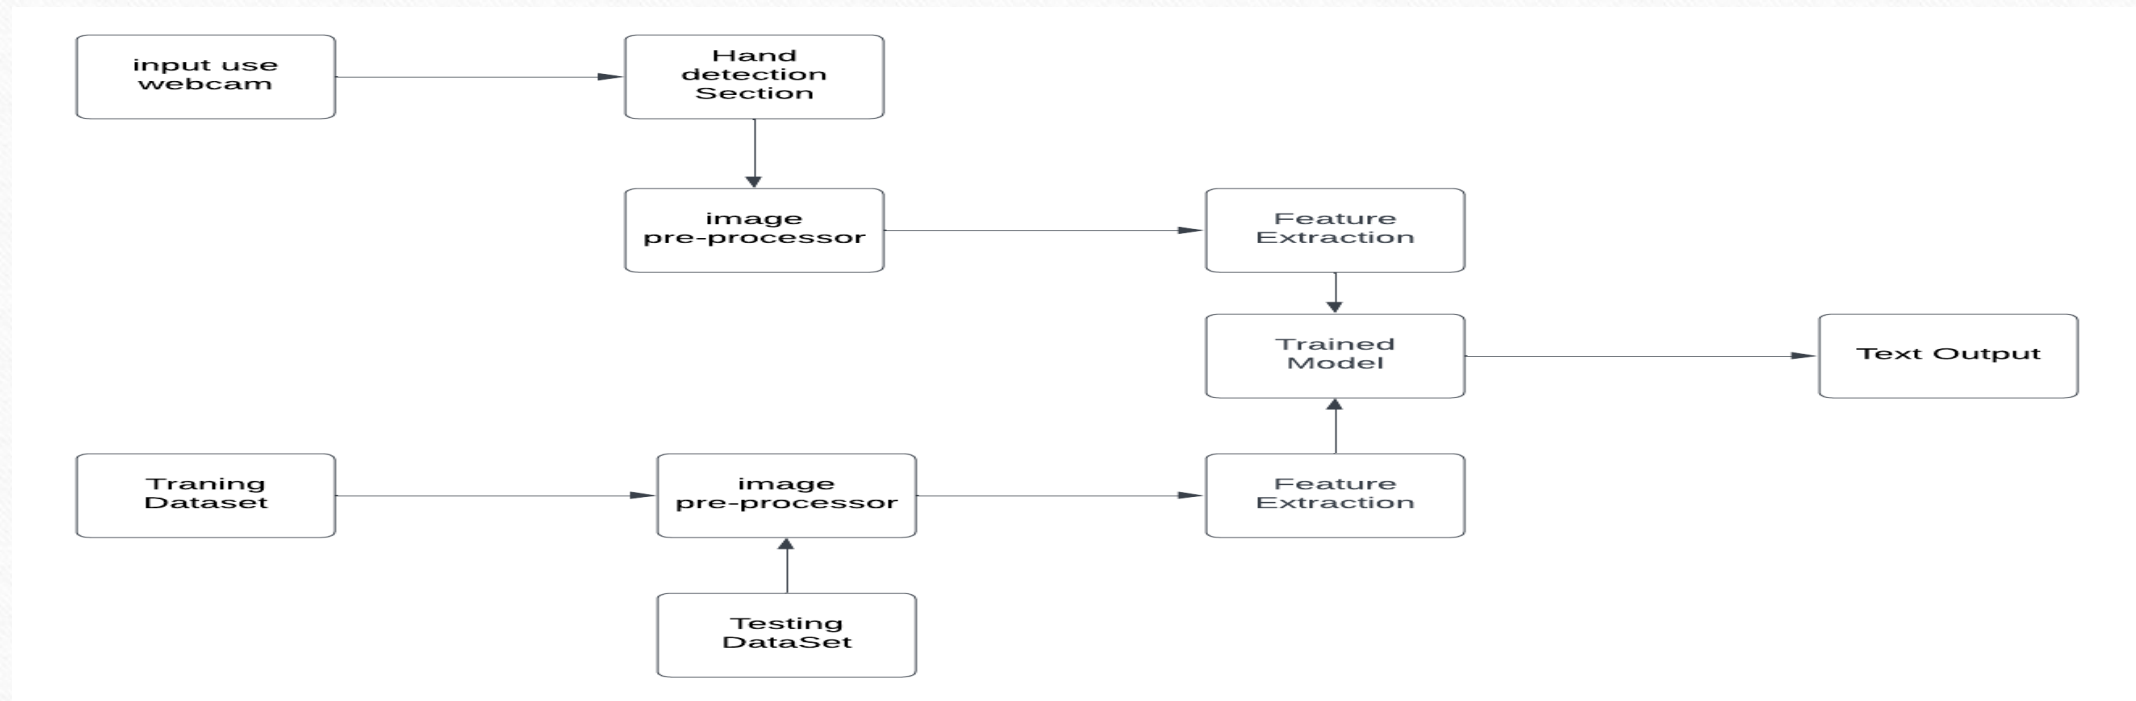 input use
webcam
Hand
detection
Section
image
pre-processor
Feature
Extraction
Trained
Model
Text Output
Traning
Dataset
image
pre-processor
Feature
Extraction
Testing
DataSet